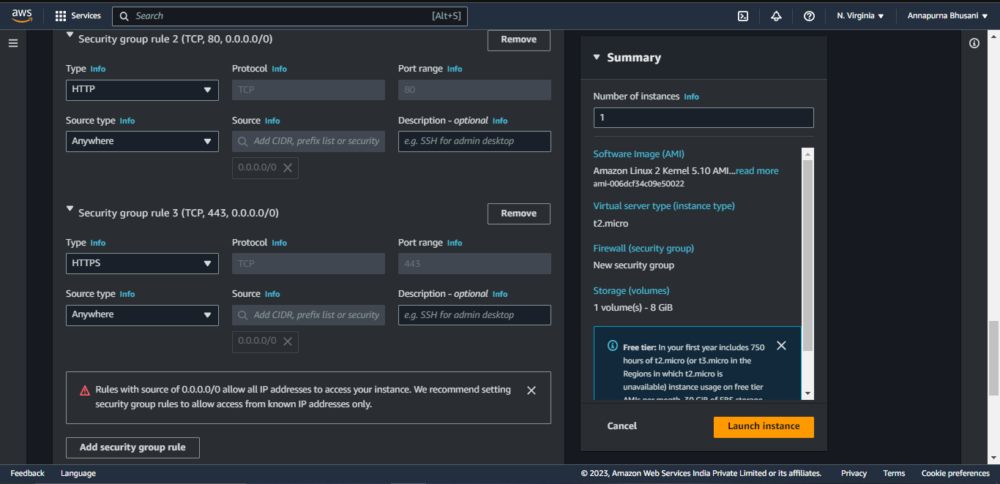 aws
Services
Search
[Alt+S]
N. Virginia
Annapurna Bhusani
Security group rule 2 (TCP, 80, 0.0.0.0/0)
Remove
Type Info
Protocol Info
Port range Info
HTTP
TCP
80
Source type Info
Source Info
Description - optional Info
Anywhere
Add CIDR, prefix list or security
e.g. SSH for admin desktop
0.0.0.0/0
Security group rule 3 (TCP, 443, 0.0.0.0/0)
Remove
Type Info
Protocol Info
Port range Info
HTTPS
TCP
443
Source type Info
Source Info
Description - optional Info
Anywhere
Add CIDR, prefix list or security
e.g. SSH for admin desktop
0.0.0.0/0
Rules with source of 0.0.0.0/0 allow all IP addresses to access your instance. We recommend setting
security group rules to allow access from known IP addresses only.
Add security group rule
Summary
Number of instances Info
1
Software Image (AMI)
Amazon Linux 2 Kernel 5.10 AMI...read more
ami-006dcf34c09e50022
Virtual server type (instance type)
t2.micro
Firewall (security group)
New security group
Storage (volumes)
1 volume(s) - 8 GiB
Free tier: In your first year includes 750
hours of t2.micro (or t3.micro in the
Regions in which t2.micro is
unavailable) instance usage on free tier
AMIs per month, 30 GiB of EBS storage,
Cancel
Launch instance
Feedback
Language
© 2023, Amazon Web Services India Private Limited or its affiliates.
Privacy
Terms
Cookie preferences